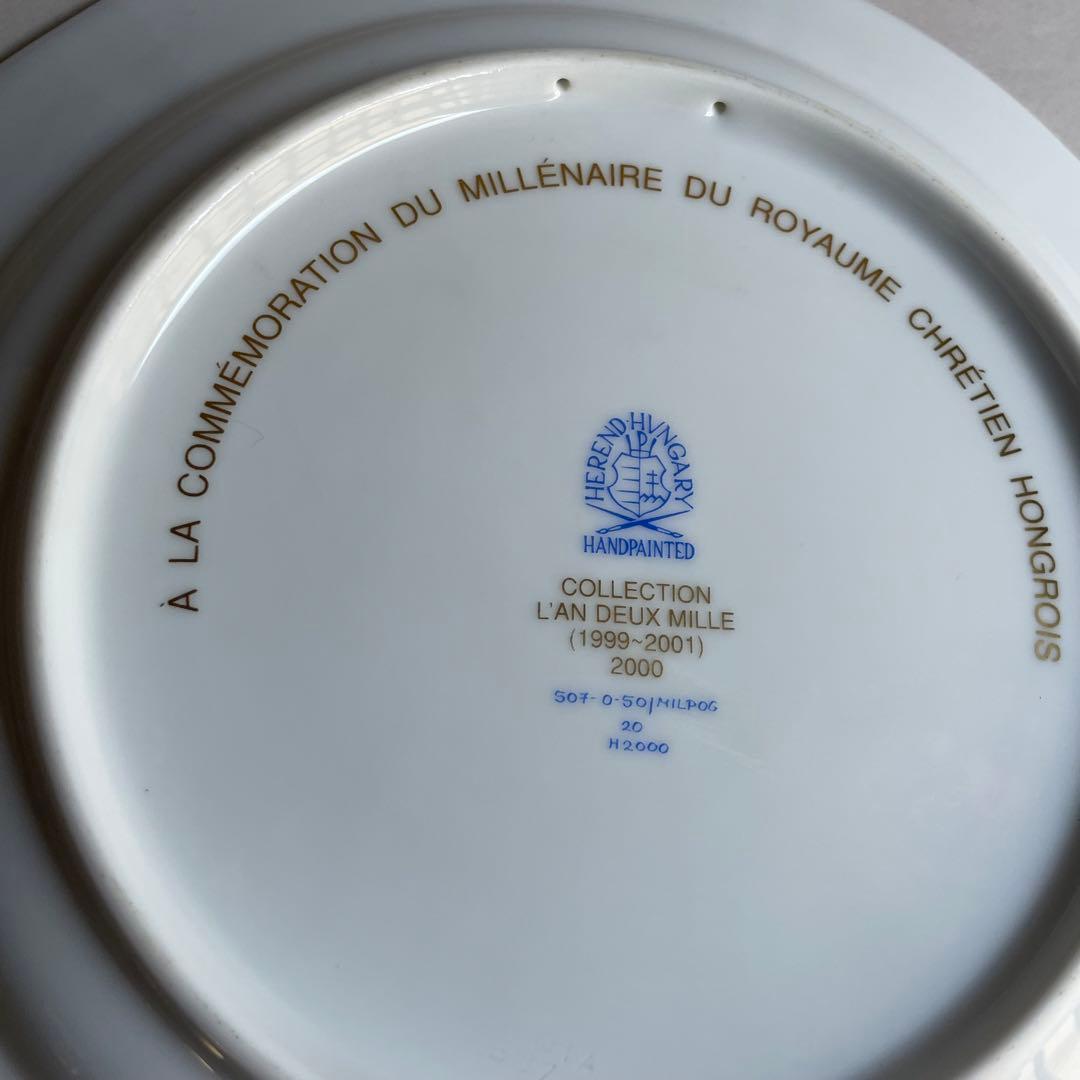 À LA COMMÉMORATION DU MILLÉNAIRE DU ROYAUME CHRÉTIEN HONGROIS
HEREND·HVNGARY
HANDPAINTED
COLLECTION
L'AN DEUX MILLE
(1999~2001)
2000
507-0-50/MILPOG
20
H2000